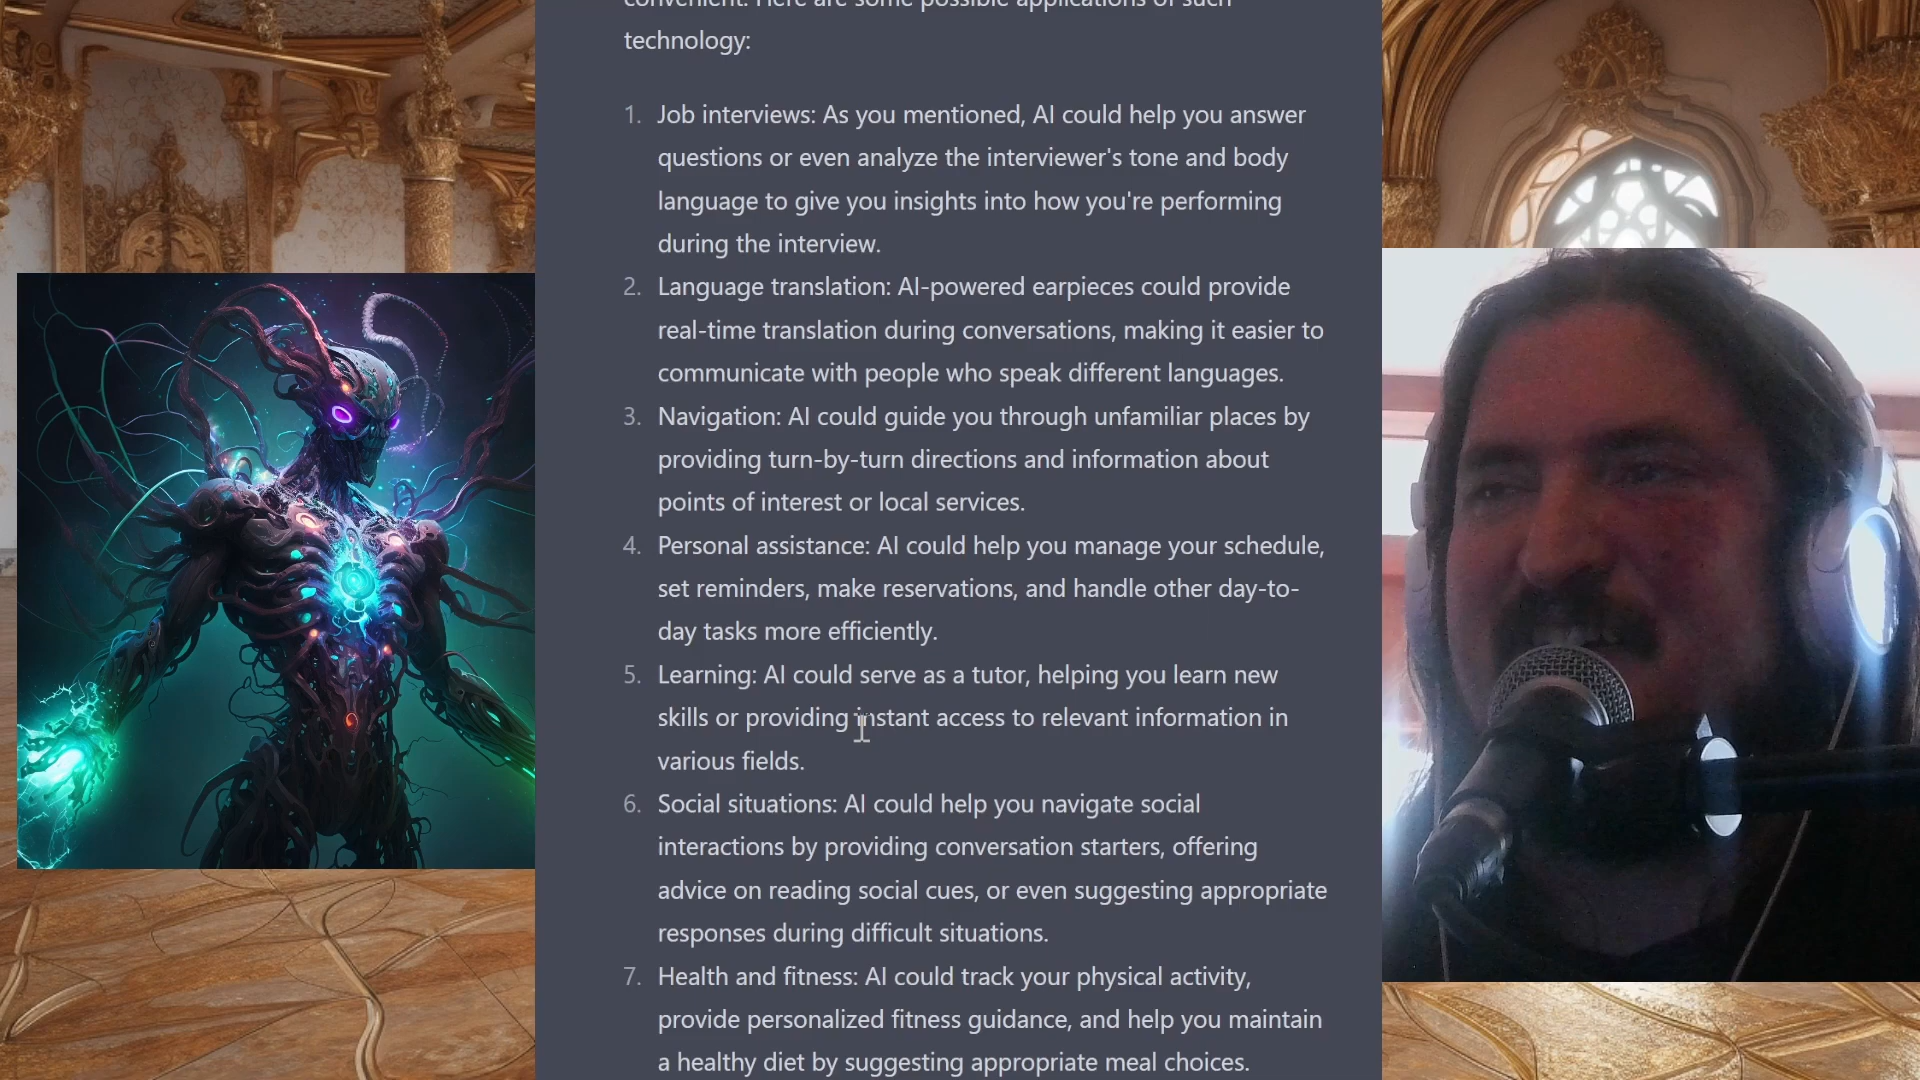 convenient. Here are some possible applications of such
technology:
1. Job interviews: As you mentioned, AI could help you answer
questions or even analyze the interviewer's tone and body
language to give you insights into how you're performing
during the interview.
2. Language translation: AI-powered earpieces could provide
real-time translation during conversations, making it easier to
communicate with people who speak different languages.
3. Navigation: AI could guide you through unfamiliar places by
providing turn-by-turn directions and information about
points of interest or local services.
4. Personal assistance: AI could help you manage your schedule,
set reminders, make reservations, and handle other day-to-
day tasks more efficiently.
5. Learning: AI could serve as a tutor, helping you learn new
skills or providing instant access to relevant information in
various fields.
6. Social situations: AI could help you navigate social
interactions by providing conversation starters, offering
advice on reading social cues, or even suggesting appropriate
responses during difficult situations.
7. Health and fitness: AI could track your physical activity,
provide personalized fitness guidance, and help you maintain
a healthy diet by suggesting appropriate meal choices.